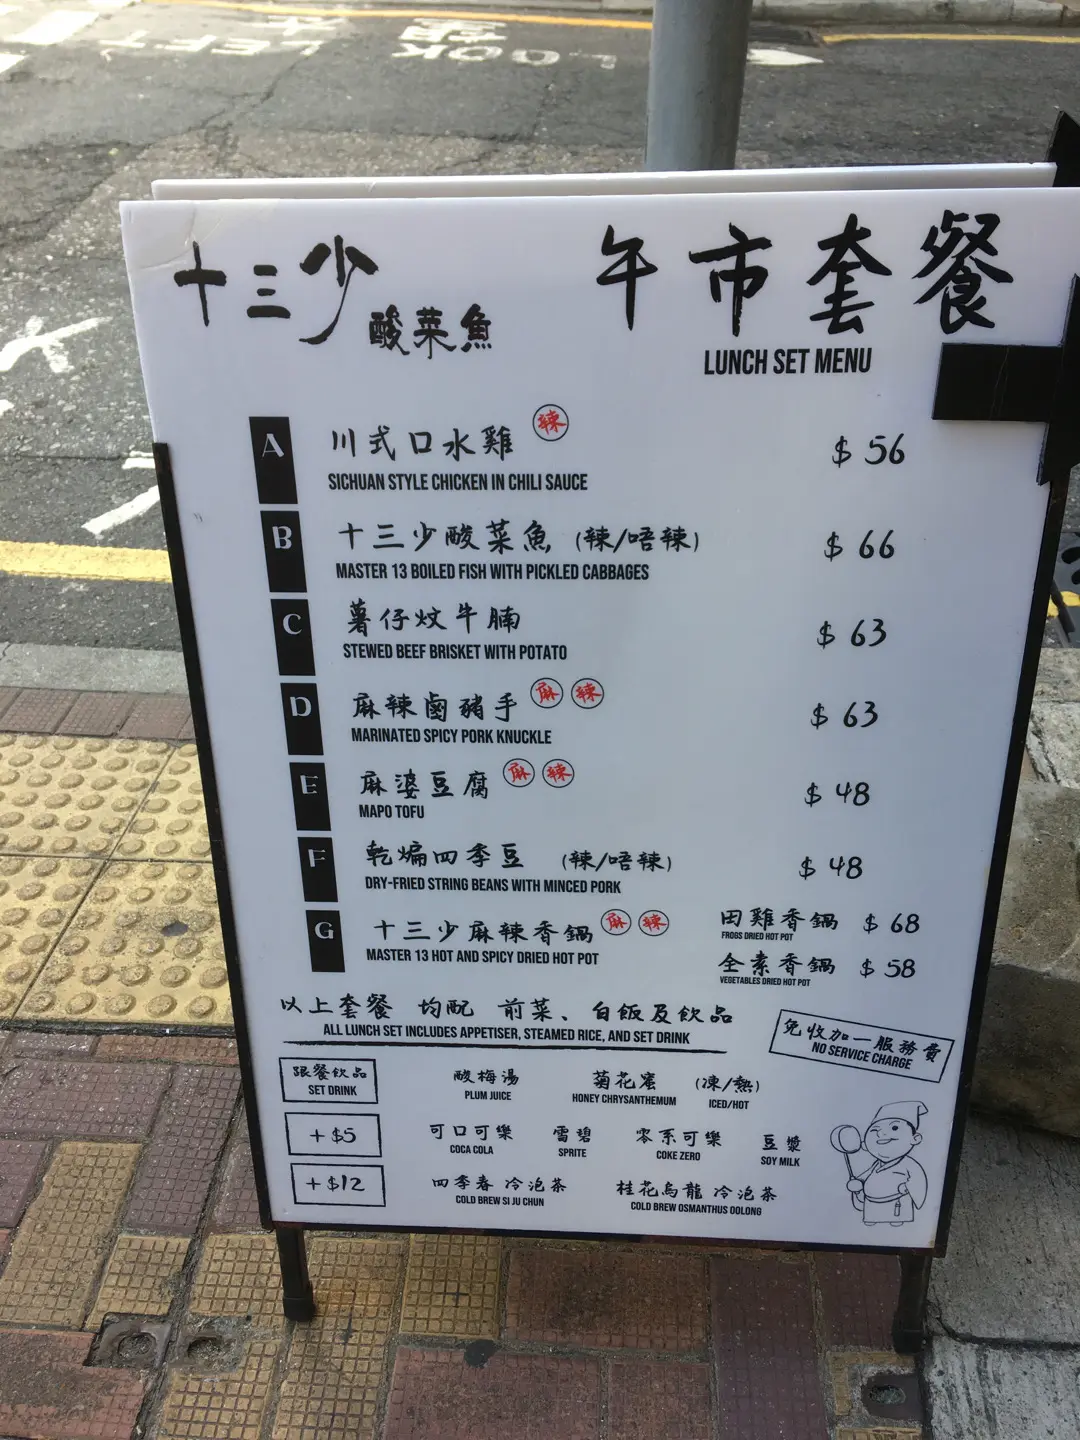 LOOK
望
LEFT
十三少
酸菜魚
午市套餐
LUNCH SET MENU
A 川式口水雞 辣 $ 56
SICHUAN STYLE CHICKEN IN CHILI SAUCE
B 十三少酸菜魚 (辣/唔辣) $ 66
MASTER 13 BOILED FISH WITH PICKLED CABBAGES
C 薯仔炆牛腩 $ 63
STEWED BEEF BRISKET WITH POTATO
D 麻辣鹵豬手 麻 辣 $ 63
MARINATED SPICY PORK KNUCKLE
E 麻婆豆腐 麻 辣 $ 48
MAPO TOFU
F 乾煸四季豆 (辣/唔辣) $ 48
DRY-FRIED STRING BEANS WITH MINCED PORK
G 十三少麻辣香鍋 麻 辣
MASTER 13 HOT AND SPICY DRIED HOT POT
田雞香鍋 $ 68
FROGS DRIED HOT POT
全素香鍋 $ 58
VEGETABLES DRIED HOT POT
以上套餐 均配 前菜、白飯及飲品
ALL LUNCH SET INCLUDES APPETISER, STEAMED RICE, AND SET DRINK
免收加一服務費
NO SERVICE CHARGE
跟餐飲品 酸梅湯 菊花蜜 (凍/熱)
SET DRINK PLUM JUICE HONEY CHRYSANTHEMUM ICED/HOT
+ $5 可口可樂 雪碧 零系可樂 豆漿
COCA COLA SPRITE COKE ZERO SOY MILK
+ $12 四季春 冷泡茶 桂花烏龍 冷泡茶
COLD BREW SI JU CHUN COLD BREW OSMANTHUS OOLONG